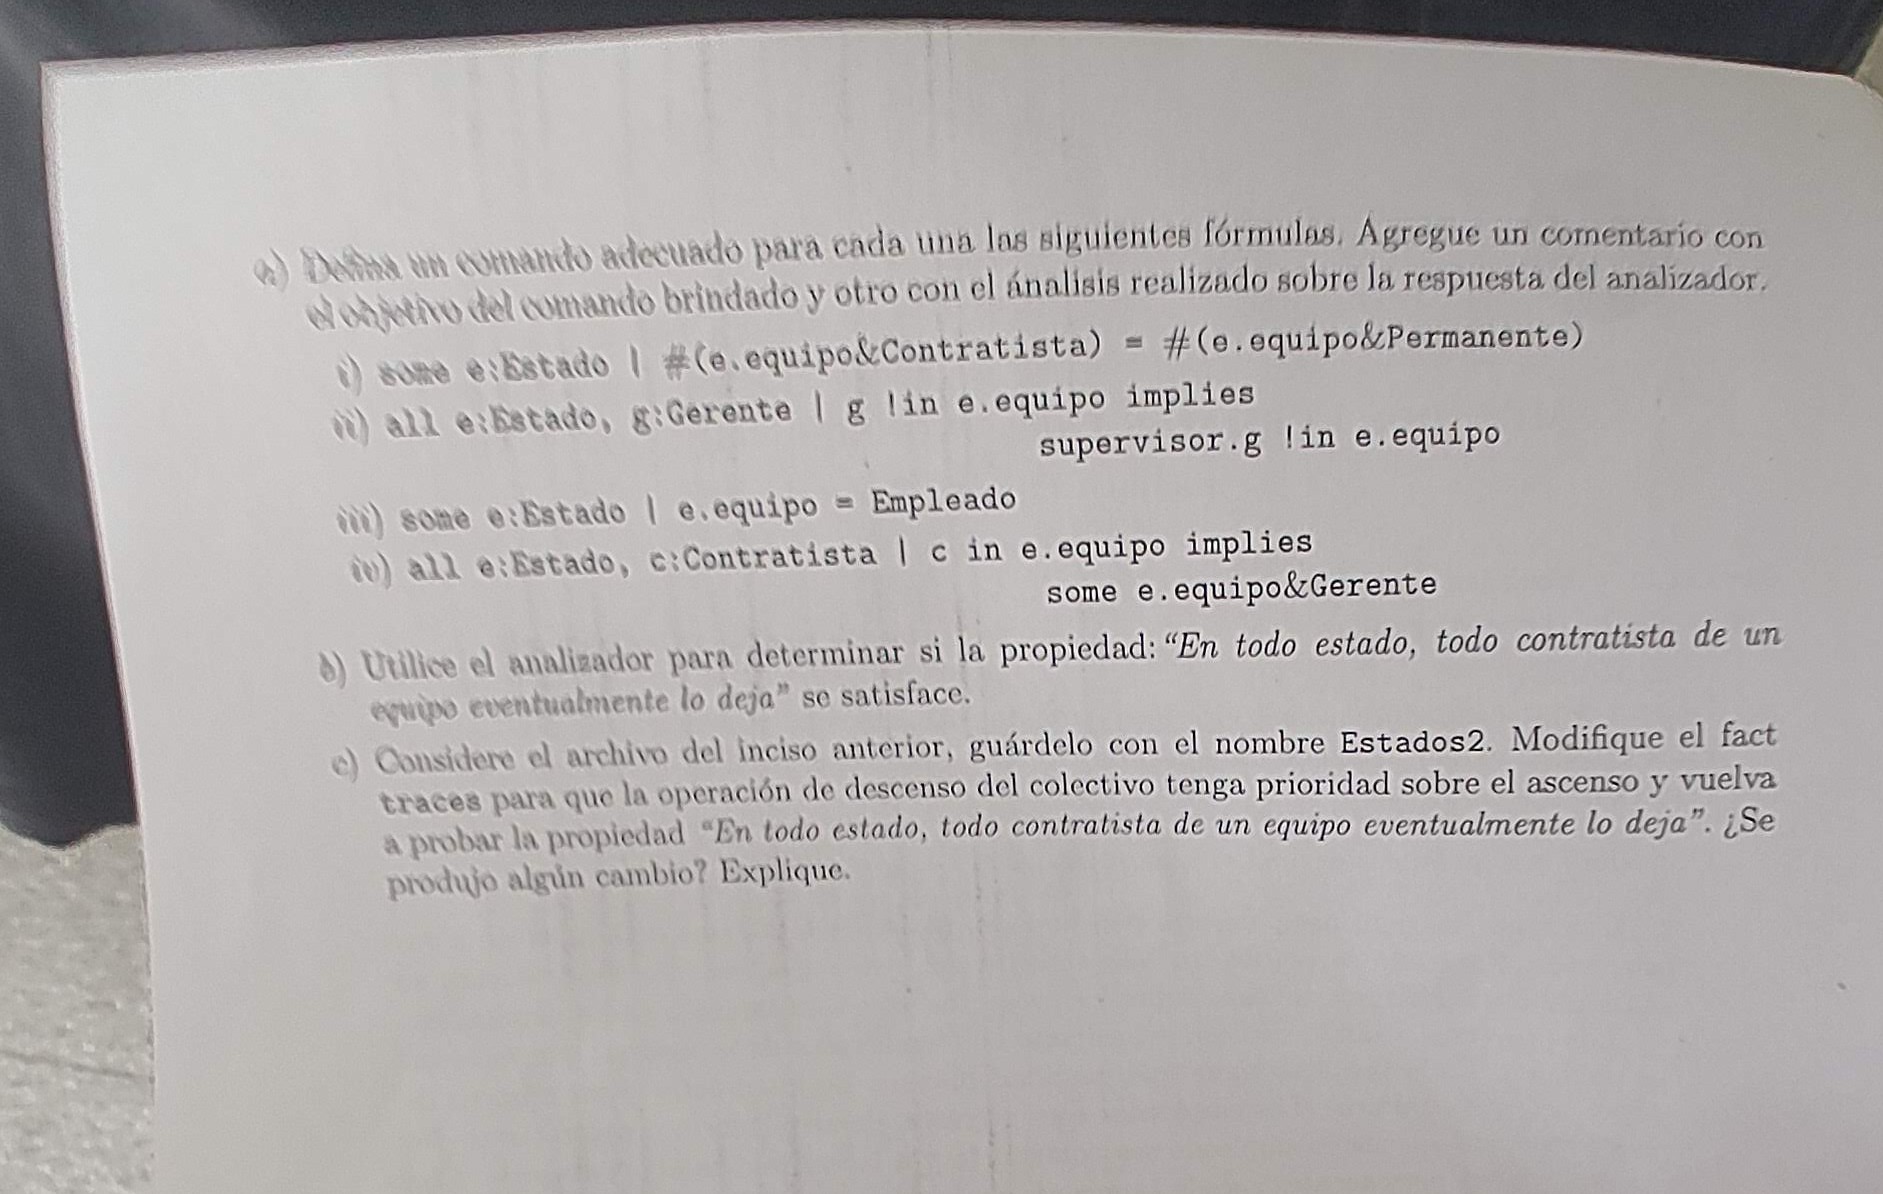 a) Defina un comando adecuado para cada una las siguientes fórmulas. Agregue un comentario con
el objetivo del comando brindado y otro con el ánalisis realizado sobre la respuesta del analizador.
i) some e:Estado | #(e.equipo&Contratista) = #(e.equipo&Permanente)
ii) all e:Estado, g:Gerente | g !in e.equipo implies
supervisor.g !in e.equipo
iii) some e:Estado | e.equipo = Empleado
iv) all e:Estado, c:Contratista | c in e.equipo implies
some e.equipo&Gerente
b) Utilice el analizador para determinar si la propiedad: “En todo estado, todo contratista de un
equipo eventualmente lo deja” se satisface.
c) Considere el archivo del inciso anterior, guárdelo con el nombre Estados2. Modifique el fact
traces para que la operación de descenso del colectivo tenga prioridad sobre el ascenso y vuelva
a probar la propiedad “En todo estado, todo contratista de un equipo eventualmente lo deja”. ¿Se
produjo algún cambio? Explique.